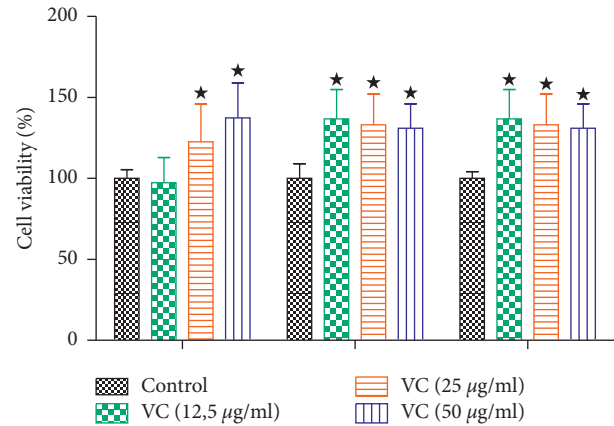 200
150
100
50
0
Cell viability (%)
★ ★ ★ ★ ★ ★ ★ ★
Control
VC (12,5 µg/ml)
VC (25 µg/ml)
VC (50 µg/ml)